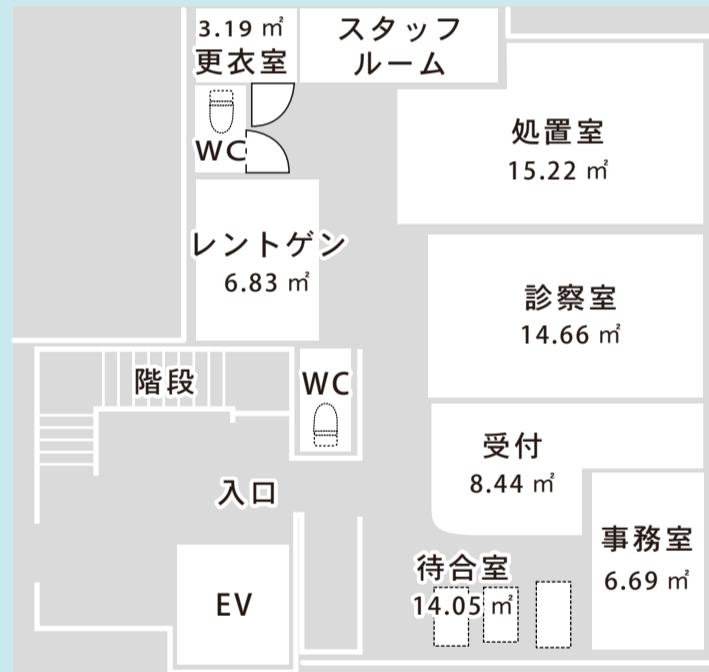 3.19 ㎡
更衣室
スタッフ
ルーム
WC
処置室
15.22 ㎡
レントゲン
6.83 ㎡
診察室
14.66 ㎡
階段
WC
受付
8.44 ㎡
入口
事務室
6.69 ㎡
待合室
14.05 ㎡
EV